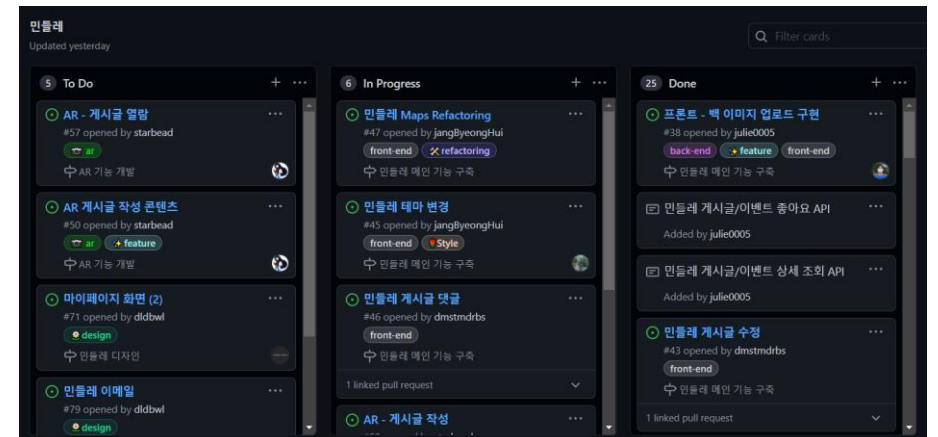 민들레
Updated yesterday
Filter cards
5 To Do
AR - 게시글 열람
#57 opened by starbead
ar
AR 기능 개발
AR 게시글 작성 콘텐츠
#50 opened by starbead
ar feature
AR 기능 개발
마이페이지 화면 (2)
#71 opened by dldbwl
design
민들레 디자인
민들레 이메일
#79 opened by dldbwl
design
6 In Progress
민들레 Maps Refactoring
#47 opened by jangByeongHui
front-end refactoring
민들레 메인 기능 구축
민들레 테마 변경
#45 opened by jangByeongHui
front-end Style
민들레 메인 기능 구축
민들레 게시글 댓글
#46 opened by dmstmdrbs
front-end
민들레 메인 기능 구축
1 linked pull request
AR - 게시글 작성
25 Done
프론트 - 백 이미지 업로드 구현
#38 opened by julie0005
back-end feature front-end
민들레 메인 기능 구축
민들레 게시글/이벤트 좋아요 API
Added by julie0005
민들레 게시글/이벤트 상세 조회 API
Added by julie0005
민들레 게시글 수정
#43 opened by dmstmdrbs
front-end
민들레 메인 기능 구축
1 linked pull request